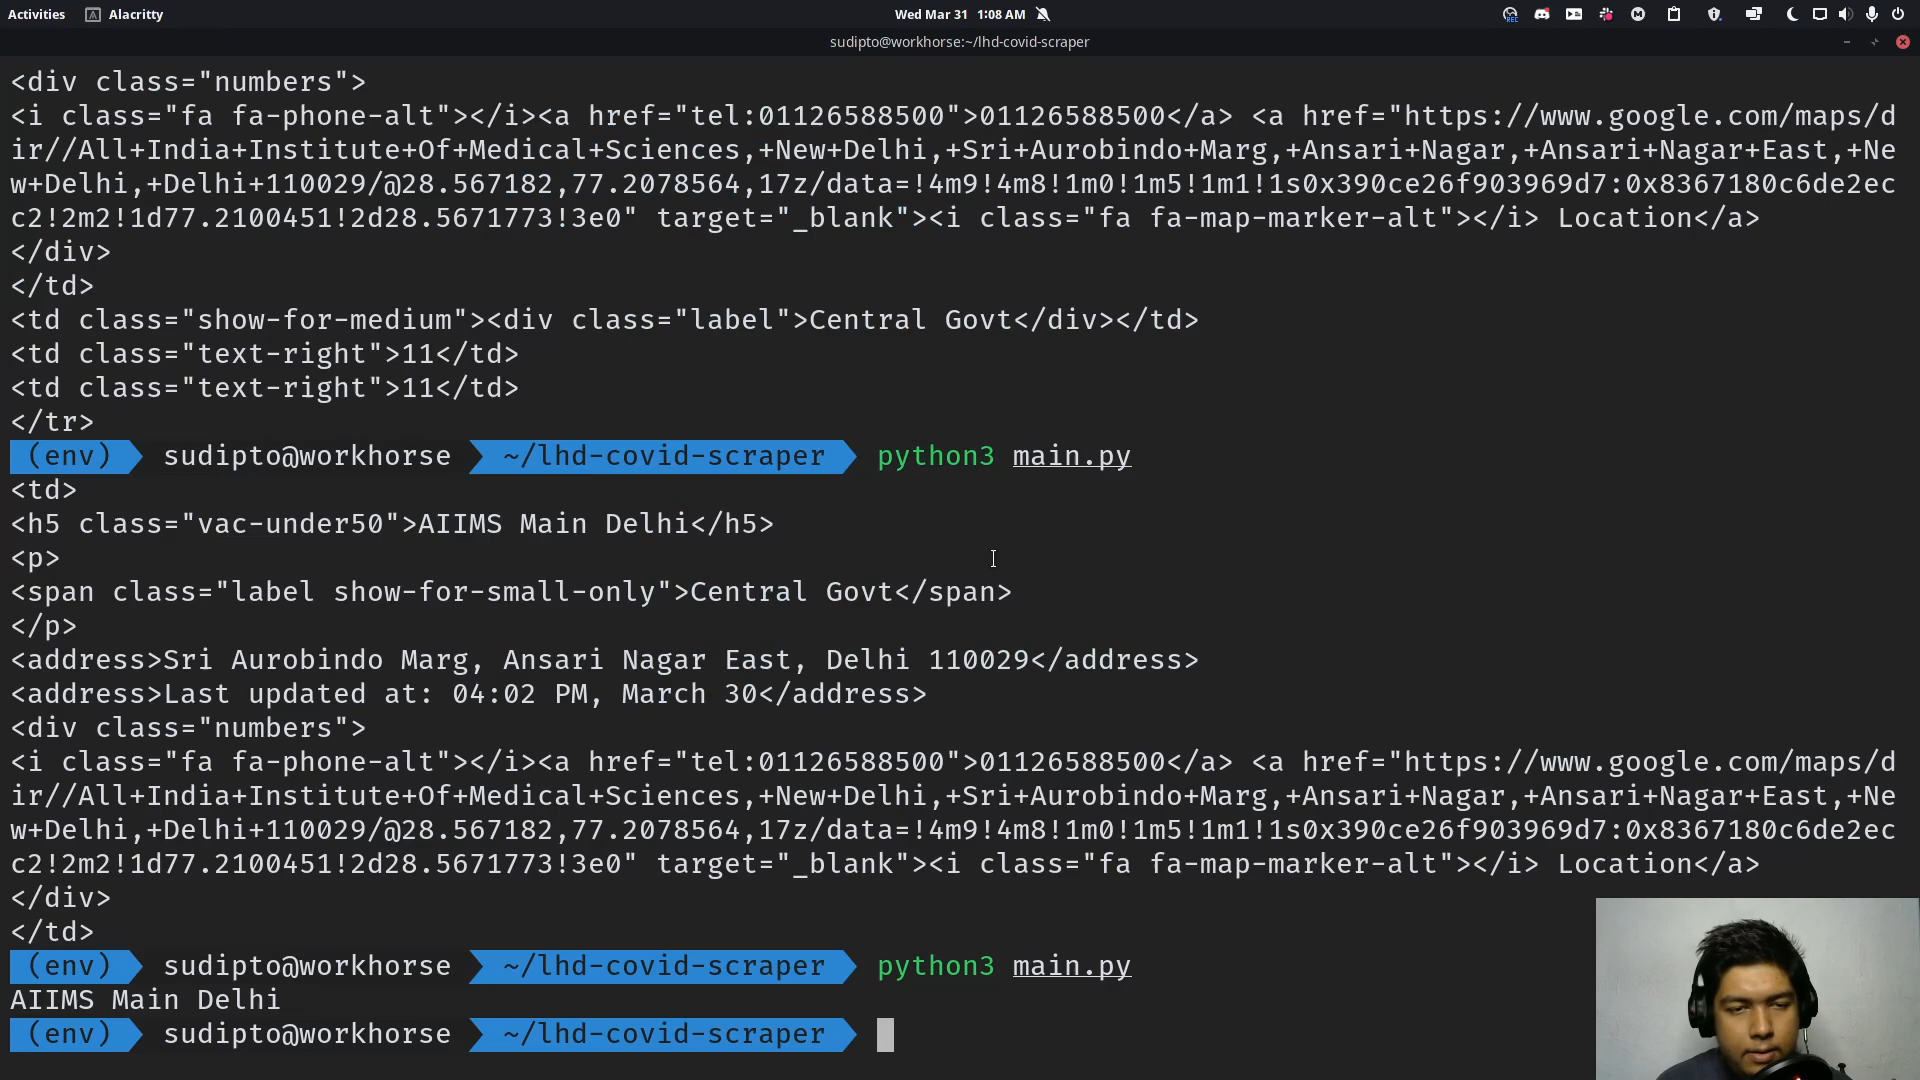 Activities Alacritty Wed Mar 31 1:08 AM
sudipto@workhorse:~/lhd-covid-scraper
<div class="numbers">
<i class="fa fa-phone-alt"></i><a href="tel:01126588500">01126588500</a> <a href="https://www.google.com/maps/d
ir//All+India+Institute+Of+Medical+Sciences,+New+Delhi,+Sri+Aurobindo+Marg,+Ansari+Nagar,+Ansari+Nagar+East,+Ne
w+Delhi,+Delhi+110029/@28.567182,77.2078564,17z/data=!4m9!4m8!1m0!1m5!1m1!1s0x390ce26f903969d7:0x8367180c6de2ec
c2!2m2!1d77.2100451!2d28.5671773!3e0" target="_blank"><i class="fa fa-map-marker-alt"></i> Location</a>
</div>
</td>
<td class="show-for-medium"><div class="label">Central Govt</div></td>
<td class="text-right">11</td>
<td class="text-right">11</td>
</tr>
(env) sudipto@workhorse ~/lhd-covid-scraper python3 main.py
<td>
<h5 class="vac-under50">AIIMS Main Delhi</h5>
<p>
<span class="label show-for-small-only">Central Govt</span>
</p>
<address>Sri Aurobindo Marg, Ansari Nagar East, Delhi 110029</address>
<address>Last updated at: 04:02 PM, March 30</address>
<div class="numbers">
<i class="fa fa-phone-alt"></i><a href="tel:01126588500">01126588500</a> <a href="https://www.google.com/maps/d
ir//All+India+Institute+Of+Medical+Sciences,+New+Delhi,+Sri+Aurobindo+Marg,+Ansari+Nagar,+Ansari+Nagar+East,+Ne
w+Delhi,+Delhi+110029/@28.567182,77.2078564,17z/data=!4m9!4m8!1m0!1m5!1m1!1s0x390ce26f903969d7:0x8367180c6de2ec
c2!2m2!1d77.2100451!2d28.5671773!3e0" target="_blank"><i class="fa fa-map-marker-alt"></i> Location</a>
</div>
</td>
(env) sudipto@workhorse ~/lhd-covid-scraper python3 main.py
AIIMS Main Delhi
(env) sudipto@workhorse ~/lhd-covid-scraper